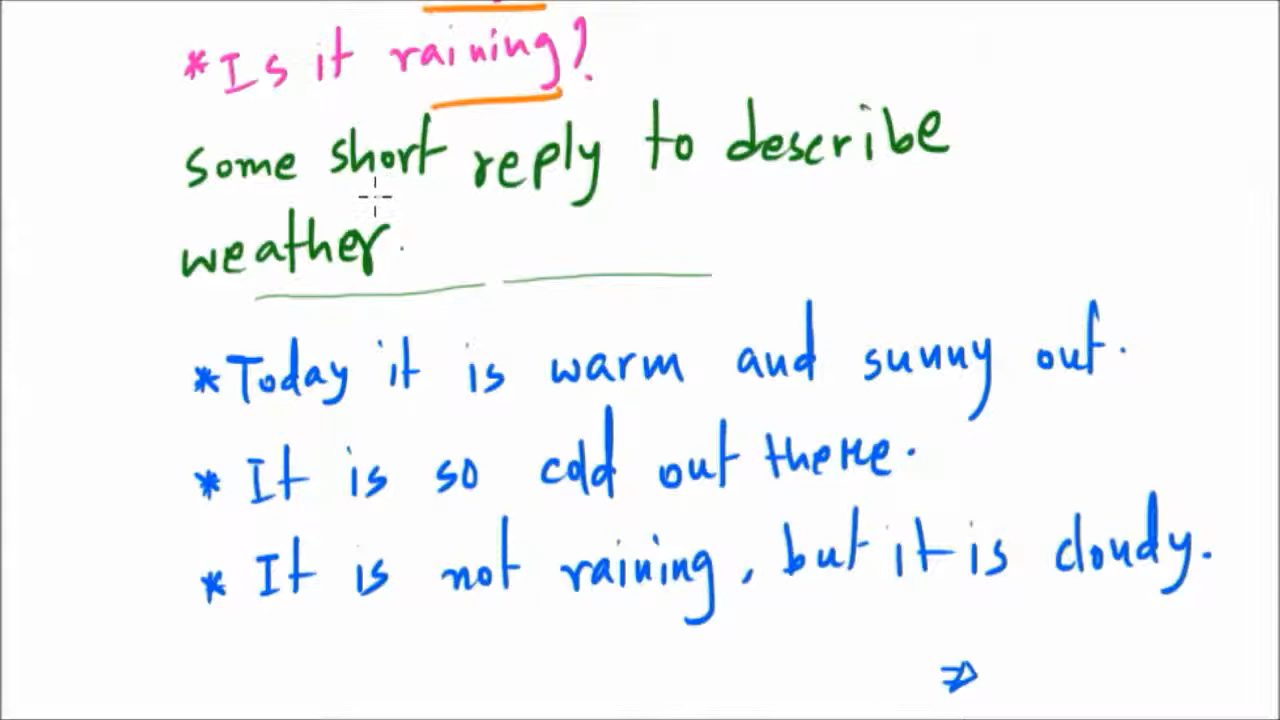 *Is it raining?
some short reply to describe
weather.
*Today it is warm and sunny out.
* It is so cold out there.
* It is not raining, but it is cloudy.